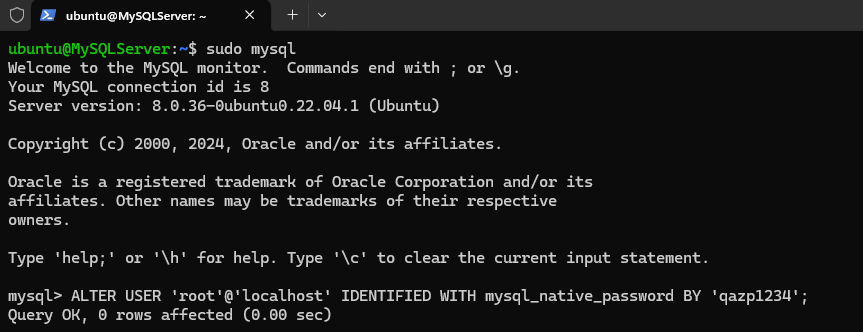 ubuntu@MySQLServer: ~
ubuntu@MySQLServer:~$ sudo mysql
Welcome to the MySQL monitor.  Commands end with ; or \g.
Your MySQL connection id is 8
Server version: 8.0.36-0ubuntu0.22.04.1 (Ubuntu)
Copyright (c) 2000, 2024, Oracle and/or its affiliates.
Oracle is a registered trademark of Oracle Corporation and/or its
affiliates. Other names may be trademarks of their respective
owners.
Type 'help;' or '\h' for help. Type '\c' to clear the current input statement.
mysql> ALTER USER 'root'@'localhost' IDENTIFIED WITH mysql_native_password BY 'qazp1234';
Query OK, 0 rows affected (0.00 sec)